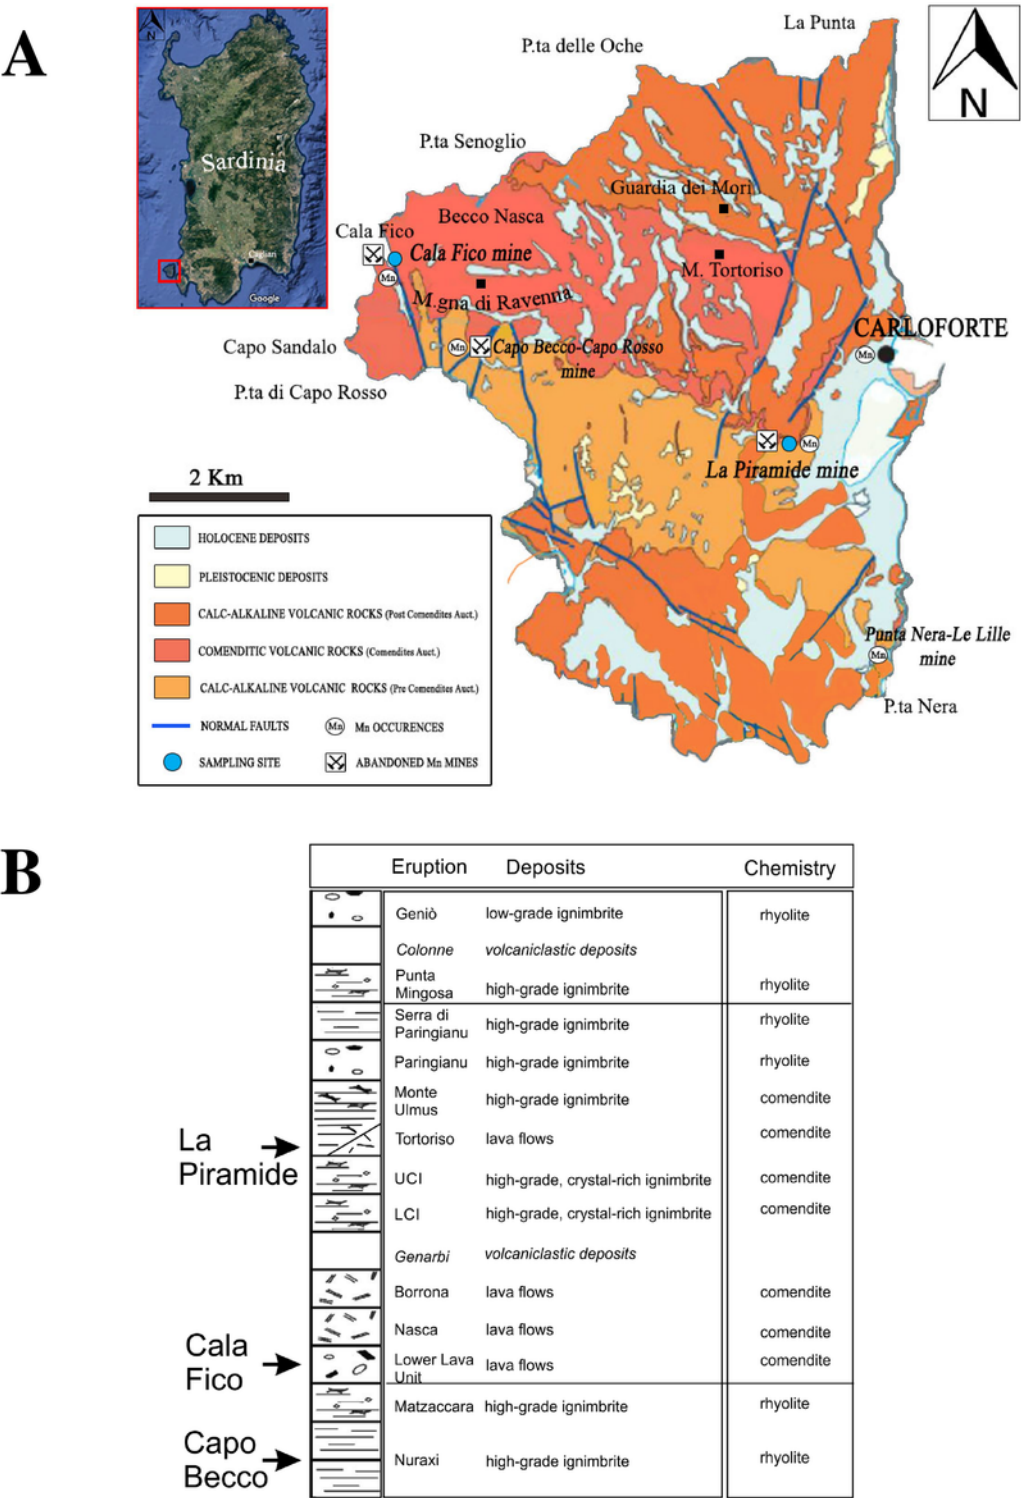 A
N
Sardinia
Cagliari
Google
La Punta
P.ta delle Oche
N
P.ta Senoglio
Guardia dei Mori
Becco Nasca
Cala Fico
Cala Fico mine
M. Tortoriso
Mn
M.gna di Ravenna
CARLOFORTE
Capo Sandalo
Mn
Capo Becco-Capo Rosso
mine
Mn
P.ta di Capo Rosso
Mn
La Piramide mine
2 Km
HOLOCENE DEPOSITS
PLEISTOCENIC DEPOSITS
CALC-ALKALINE VOLCANIC ROCKS (Post Comendites Auct.)
COMENDITIC VOLCANIC ROCKS (Comendites Auct.)
CALC-ALKALINE VOLCANIC ROCKS (Pre Comendites Auct.)
NORMAL FAULTS
Mn
Mn OCCURENCES
SAMPLING SITE
ABANDONED Mn MINES
Punta Nera-Le Lille
mine
Mn
P.ta Nera
B
Eruption Deposits Chemistry
Geniò low-grade ignimbrite rhyolite
Colonne volcaniclastic deposits
Punta
Mingosa high-grade ignimbrite rhyolite
Serra di
Paringianu high-grade ignimbrite rhyolite
Paringianu high-grade ignimbrite rhyolite
Monte
Ulmus high-grade ignimbrite comendite
La
Piramide
Tortoriso lava flows comendite
UCI high-grade, crystal-rich ignimbrite comendite
LCI high-grade, crystal-rich ignimbrite comendite
Genarbi volcaniclastic deposits
Borrona lava flows comendite
Nasca lava flows comendite
Cala
Fico
Lower Lava
Unit lava flows comendite
Matzaccara high-grade ignimbrite rhyolite
Capo
Becco
Nuraxi high-grade ignimbrite rhyolite